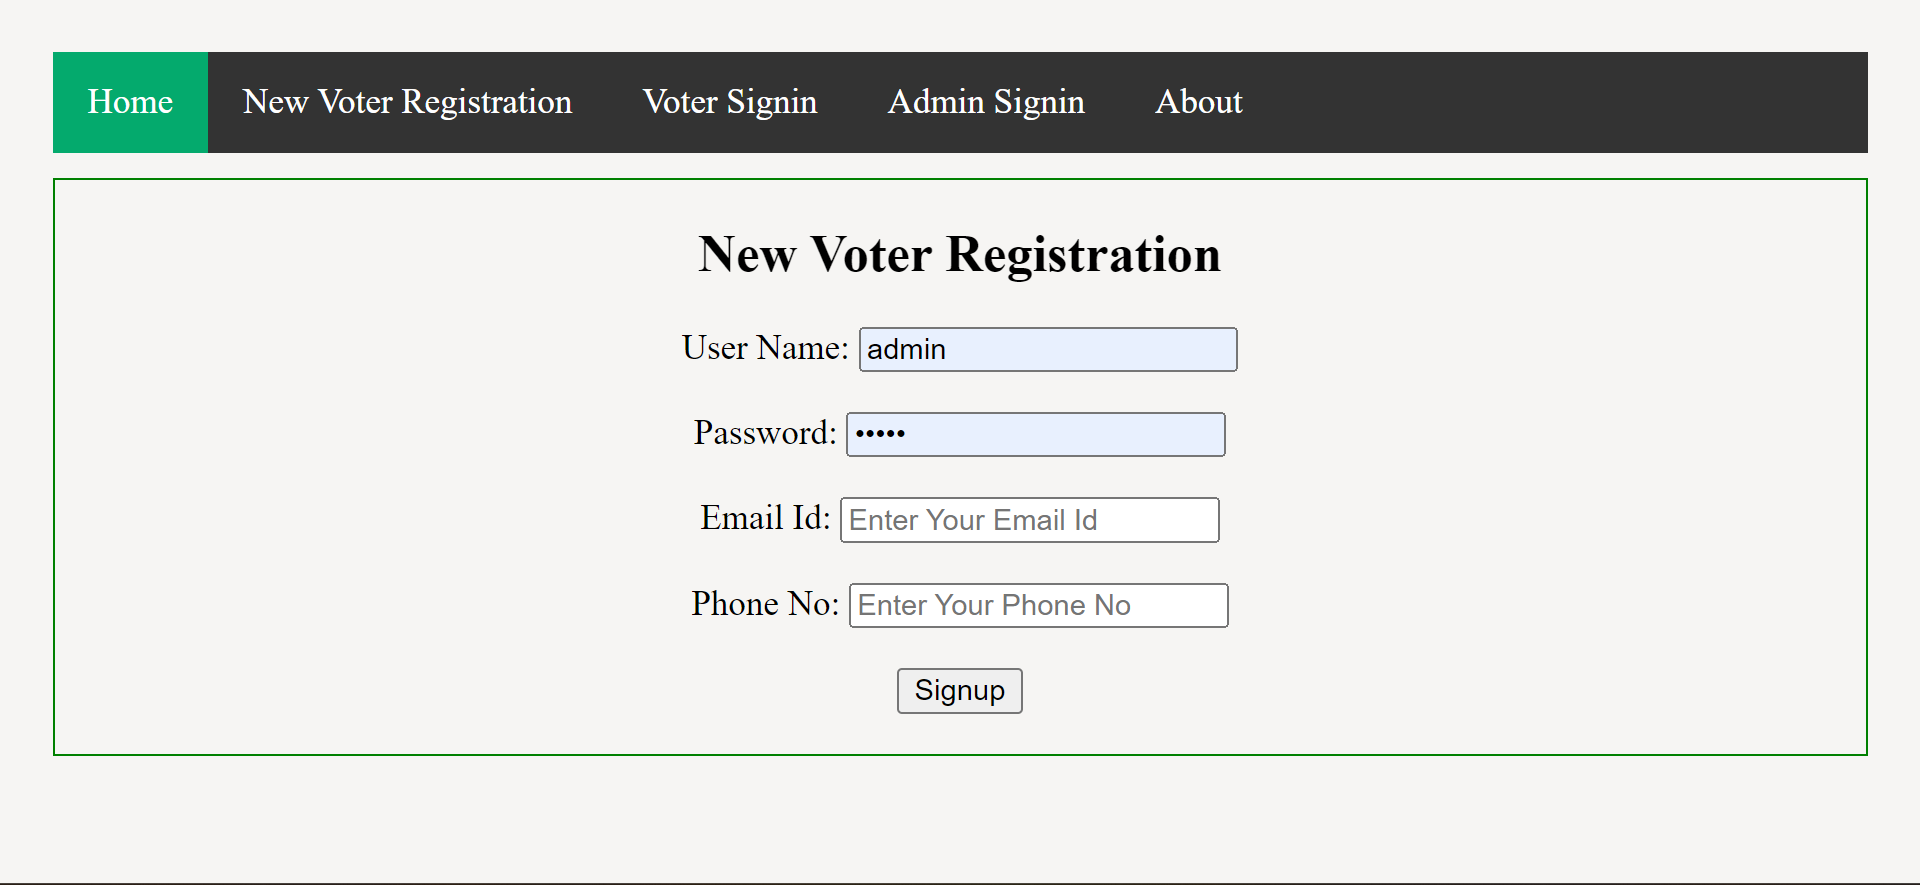 Home New Voter Registration Voter Signin Admin Signin About
New Voter Registration
User Name: admin
Password: •••••
Email Id: Enter Your Email Id
Phone No: Enter Your Phone No
Signup